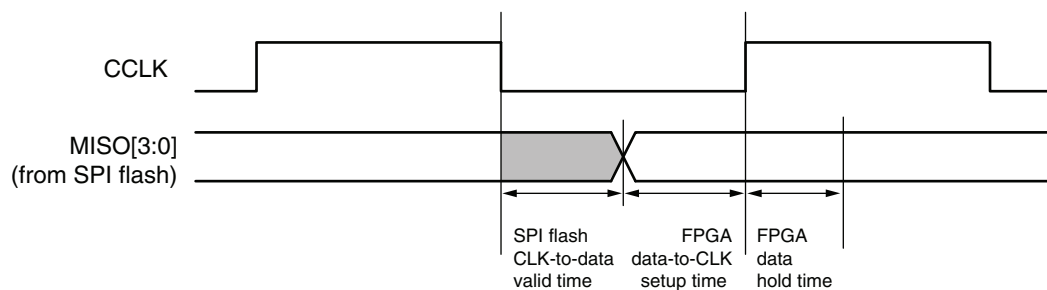 CCLK
MISO[3:0]
(from SPI flash)
SPI flash
CLK-to-data
valid time
FPGA
data-to-CLK
setup time
FPGA
data
hold time